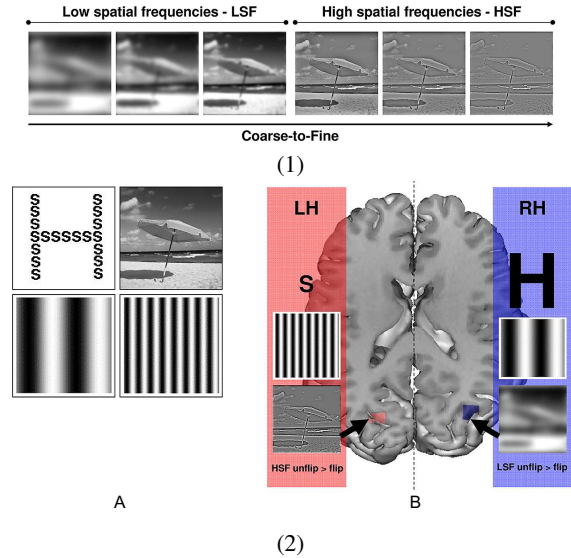 Low spatial frequencies - LSF
High spatial frequencies - HSF
Coarse-to-Fine
(1)
S S
S S
S S
S S
SSSSSSS
S S
S S
S S
LH
RH
S
H
HSF unflip > flip
LSF unflip > flip
A
B
(2)